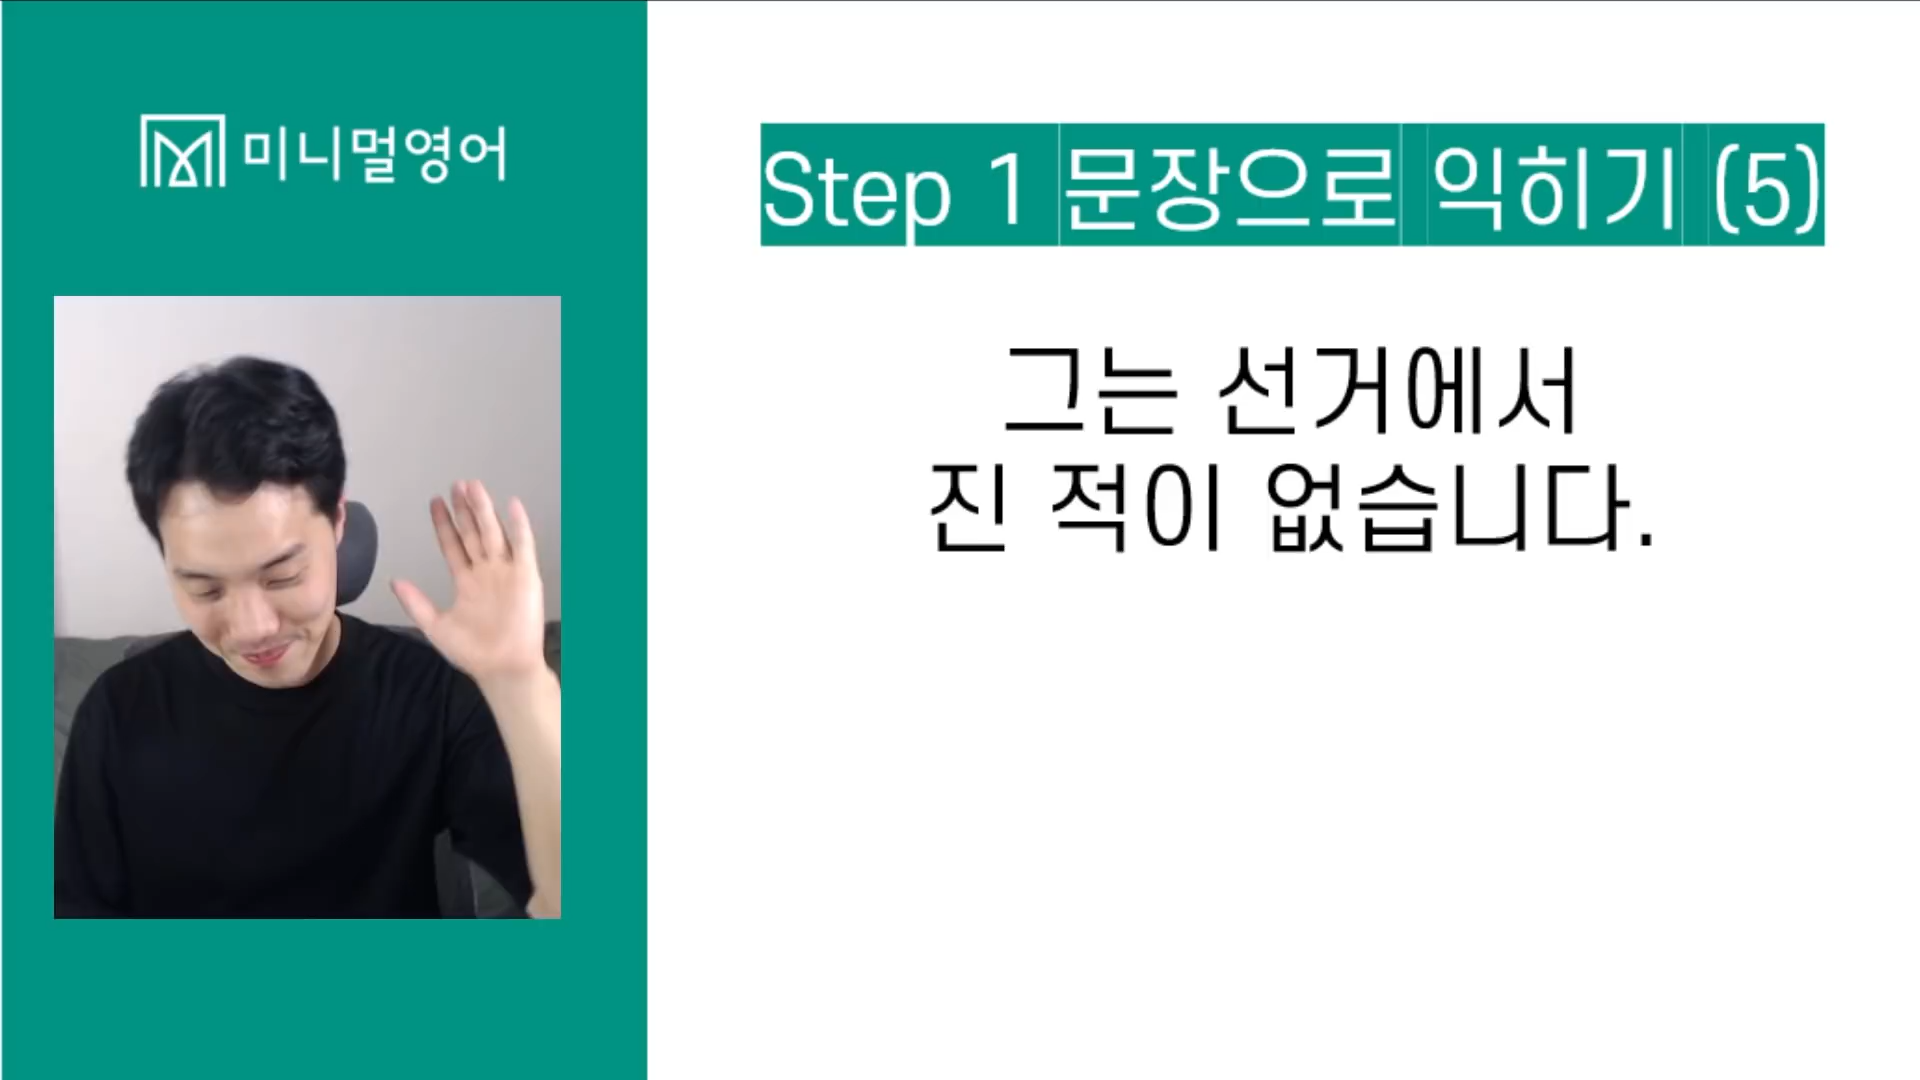 미니멀영어
Step 1 문장으로 익히기 (5)
그는 선거에서
진 적이 없습니다.